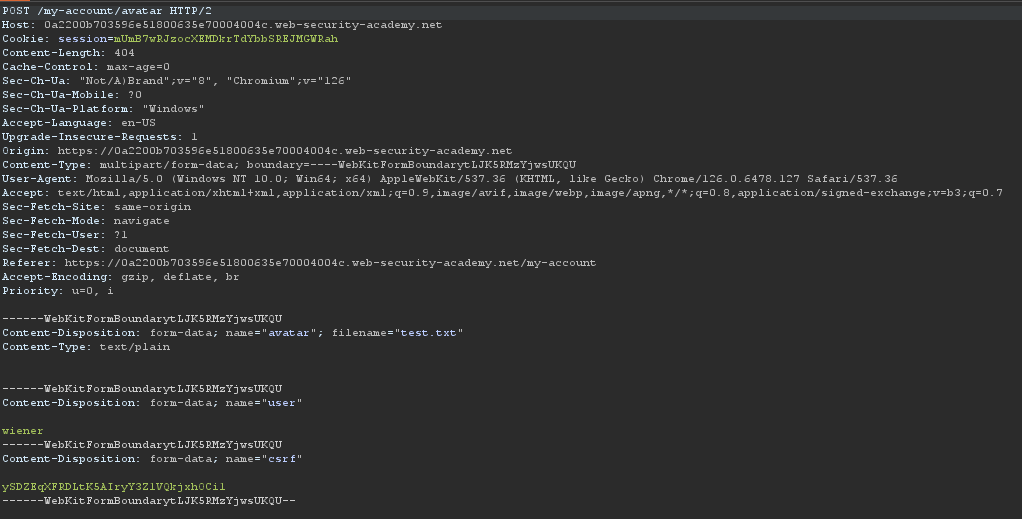 POST /my-account/avatar HTTP/2
Host: 0a2200b703596e51800635e70004004c.web-security-academy.net
Cookie: session=mUmB7wRJzocXEMDkrTdYbbSREJMGWRah
Content-Length: 404
Cache-Control: max-age=0
Sec-Ch-Ua: "Not/A)Brand";v="8", "Chromium";v="126"
Sec-Ch-Ua-Mobile: ?0
Sec-Ch-Ua-Platform: "Windows"
Accept-Language: en-US
Upgrade-Insecure-Requests: 1
Origin: https://0a2200b703596e51800635e70004004c.web-security-academy.net
Content-Type: multipart/form-data; boundary=----WebKitFormBoundarytLJK5RMzYjwsUKQU
User-Agent: Mozilla/5.0 (Windows NT 10.0; Win64; x64) AppleWebKit/537.36 (KHTML, like Gecko) Chrome/126.0.6478.127 Safari/537.36
Accept: text/html,application/xhtml+xml,application/xml;q=0.9,image/avif,image/webp,image/apng,*/*;q=0.8,application/signed-exchange;v=b3;q=0.7
Sec-Fetch-Site: same-origin
Sec-Fetch-Mode: navigate
Sec-Fetch-User: ?1
Sec-Fetch-Dest: document
Referer: https://0a2200b703596e51800635e70004004c.web-security-academy.net/my-account
Accept-Encoding: gzip, deflate, br
Priority: u=0, i
------WebKitFormBoundarytLJK5RMzYjwsUKQU
Content-Disposition: form-data; name="avatar"; filename="test.txt"
Content-Type: text/plain
------WebKitFormBoundarytLJK5RMzYjwsUKQU
Content-Disposition: form-data; name="user"
wiener
------WebKitFormBoundarytLJK5RMzYjwsUKQU
Content-Disposition: form-data; name="csrf"
ySDZEqXFRDLtK5AIryY3Z1VQkjxh0Ci1
------WebKitFormBoundarytLJK5RMzYjwsUKQU--